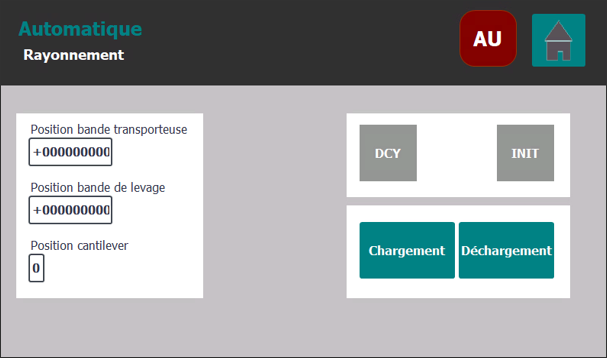 Automatique
Rayonnement
AU
Position bande transporteuse
+000000000
Position bande de levage
+000000000
Position cantilever
0
DCY
INIT
Chargement
Déchargement